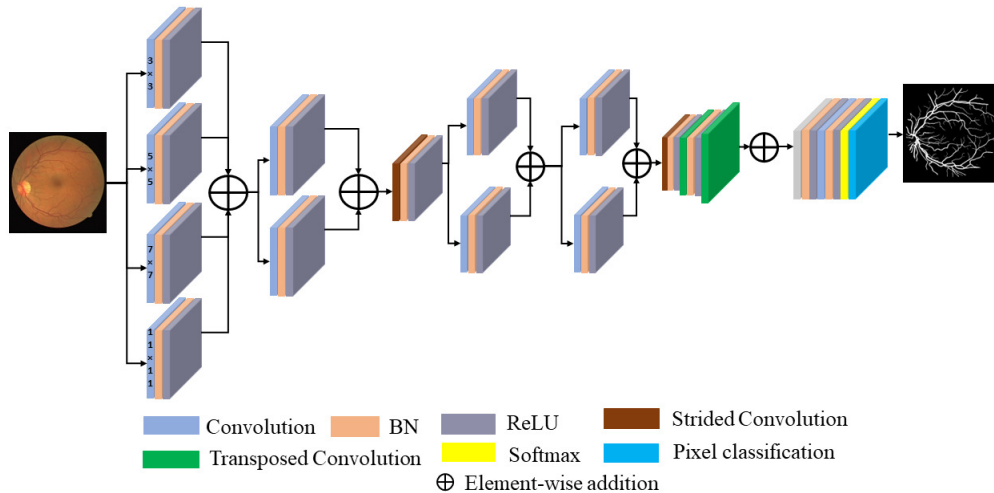 3
×
3
5
×
5
7
×
7
1
1
×
1
1
Convolution
BN
ReLU
Strided Convolution
Transposed Convolution
Softmax
Pixel classification
Element-wise addition